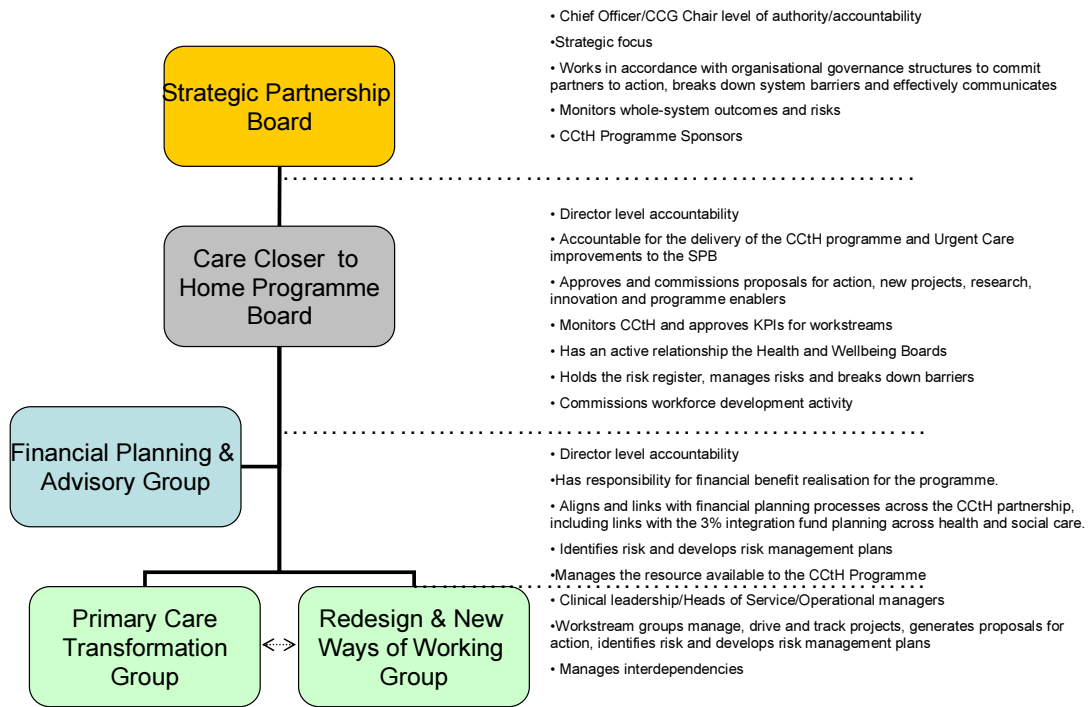 Strategic Partnership
Board
• Chief Officer/CCG Chair level of authority/accountability
•Strategic focus
• Works in accordance with organisational governance structures to commit
partners to action, breaks down system barriers and effectively communicates
• Monitors whole-system outcomes and risks
• CCtH Programme Sponsors
Care Closer to
Home Programme
Board
• Director level accountability
• Accountable for the delivery of the CCtH programme and Urgent Care
improvements to the SPB
• Approves and commissions proposals for action, new projects, research,
innovation and programme enablers
• Monitors CCtH and approves KPIs for workstreams
• Has an active relationship the Health and Wellbeing Boards
• Holds the risk register, manages risks and breaks down barriers
• Commissions workforce development activity
Financial Planning &
Advisory Group
• Director level accountability
•Has responsibility for financial benefit realisation for the programme.
• Aligns and links with financial planning processes across the CCtH partnership,
including links with the 3% integration fund planning across health and social care.
• Identifies risk and develops risk management plans
•Manages the resource available to the CCtH Programme
Primary Care
Transformation
Group
Redesign & New
Ways of Working
Group
• Clinical leadership/Heads of Service/Operational managers
•Workstream groups manage, drive and track projects, generates proposals for
action, identifies risk and develops risk management plans
• Manages interdependencies